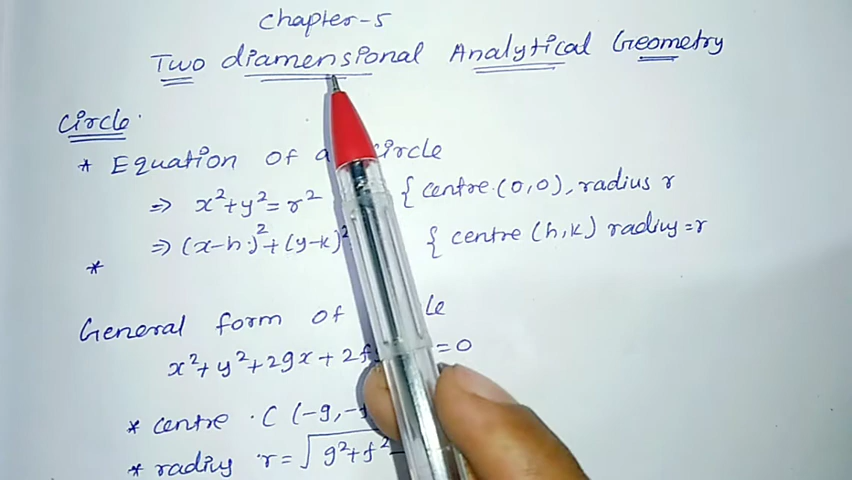 Chapter-5
Two diamensional Analytical Geometry
Circle.
* Equation of a circle
⇒ x²+y²=r² { centre.(0,0), radius r
⇒ (x-h)²+(y-k)² { centre (h,k) radius=r
*
General form of
x²+y²+2gx+2f =0
* centre .C (-g,-f
* radius r=√g²+f²-